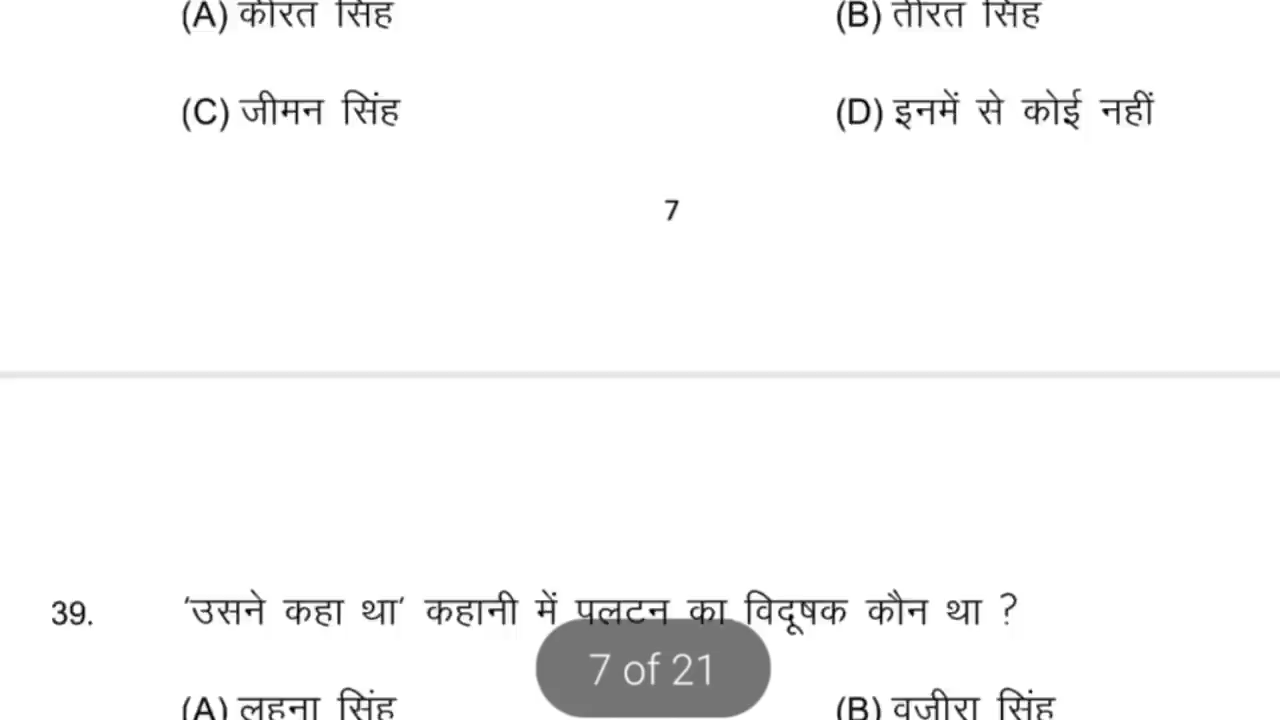 (A) कीरत सिंह (B) तीरत सिंह
(C) जीमन सिंह (D) इनमें से कोई नहीं
7
39. ‘उसने कहा था’ कहानी में पलटन का विदूषक कौन था ?
7 of 21
(A) लहना सिंह (B) वजीरा सिंह